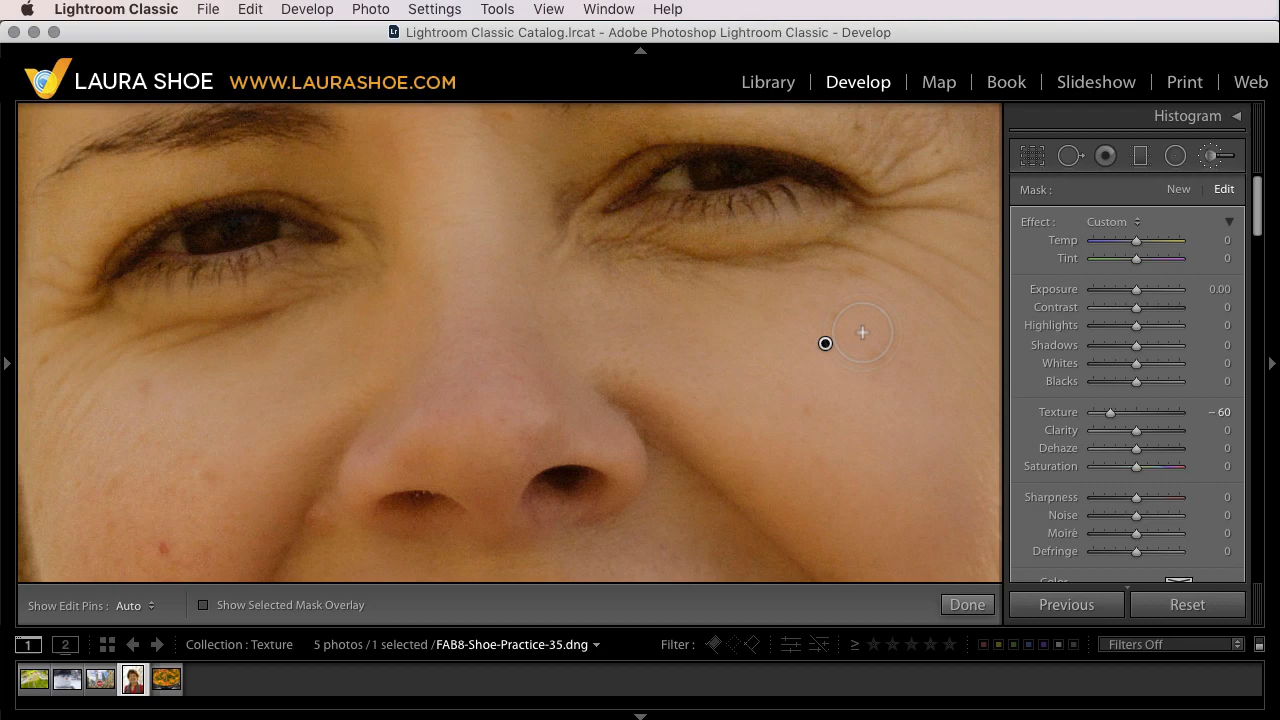 Lightroom Classic File Edit Develop Photo Settings Tools View Window Help
Lr Lightroom Classic Catalog.lrcat - Adobe Photoshop Lightroom Classic - Develop
LAURA SHOE WWW.LAURASHOE.COM Library | Develop | Map | Book | Slideshow | Print | Web
Histogram
Mask : New Edit
Effect : Custom
Temp 0
Tint 0
Exposure 0.00
Contrast 0
Highlights 0
Shadows 0
Whites 0
Blacks 0
Texture – 60
Clarity 0
Dehaze 0
Saturation 0
Sharpness 0
Noise 0
Moiré 0
Defringe 0
Color
Show Edit Pins : Auto Show Selected Mask Overlay Done Previous Reset
1 2 Collection : Texture 5 photos / 1 selected / FAB8-Shoe-Practice-35.dng Filter : ≥ Filters Off